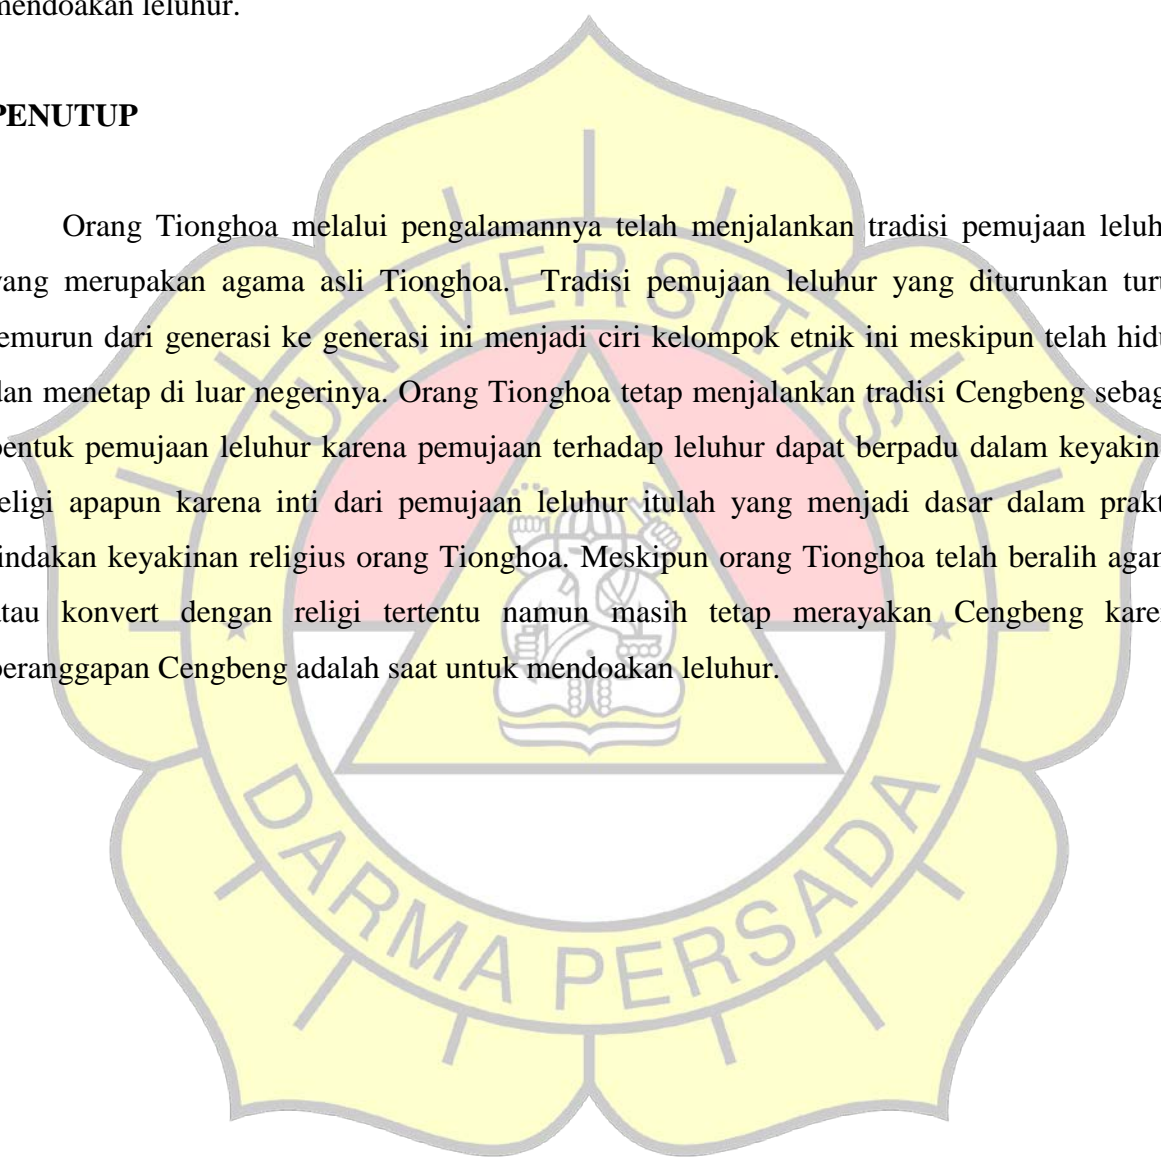 mendoakan leluhur.
PENUTUP
Orang Tionghoa melalui pengalamannya telah menjalankan tradisi pemujaan leluh
yang merupakan agama asli Tionghoa. Tradisi pemujaan leluhur yang diturunkan turu
temurun dari generasi ke generasi ini menjadi ciri kelompok etnik ini meskipun telah hidu
dan menetap di luar negerinya. Orang Tionghoa tetap menjalankan tradisi Cengbeng sebag
bentuk pemujaan leluhur karena pemujaan terhadap leluhur dapat berpadu dalam keyakin
religi apapun karena inti dari pemujaan leluhur itulah yang menjadi dasar dalam prakt
tindakan keyakinan religius orang Tionghoa. Meskipun orang Tionghoa telah beralih agam
atau konvert dengan religi tertentu namun masih tetap merayakan Cengbeng kare
beranggapan Cengbeng adalah saat untuk mendoakan leluhur.
UNIVERSITAS
DARMA PERSADA